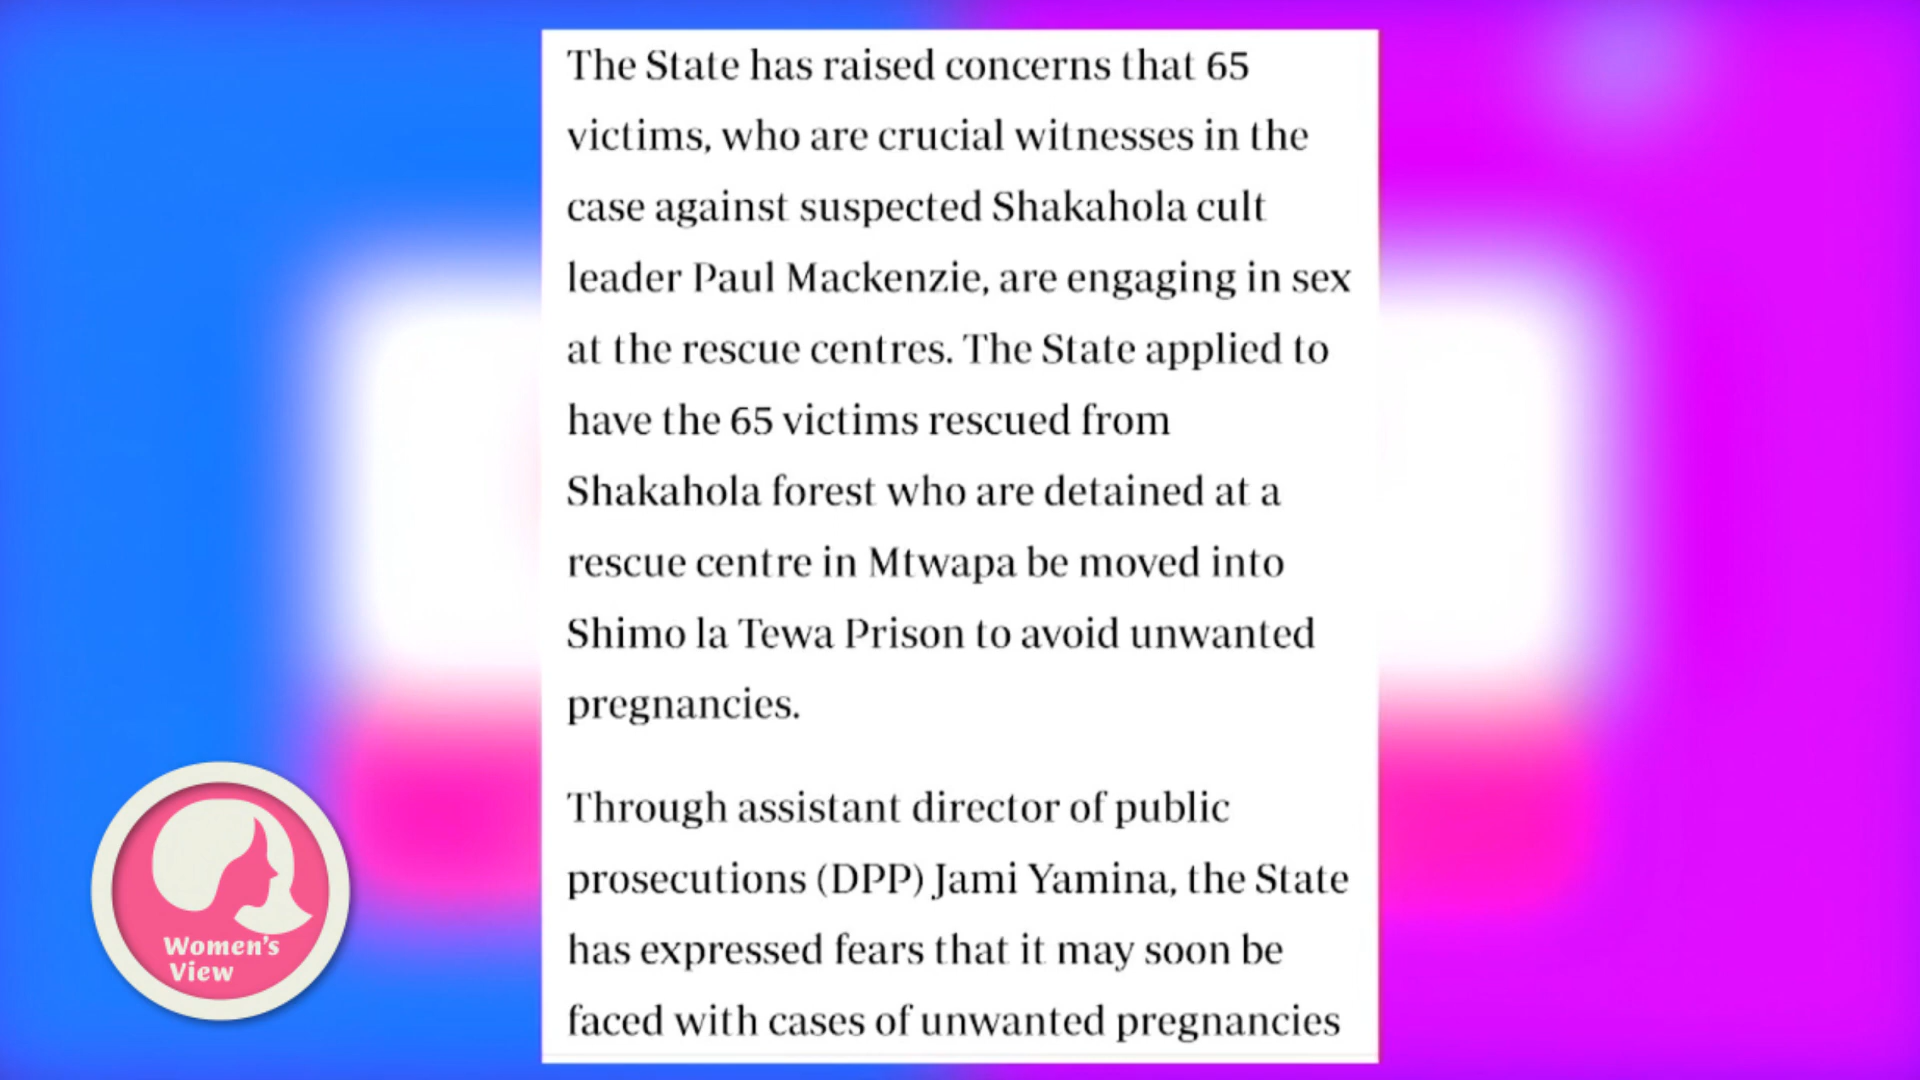 The State has raised concerns that 65
victims, who are crucial witnesses in the
case against suspected Shakahola cult
leader Paul Mackenzie, are engaging in sex
at the rescue centres. The State applied to
have the 65 victims rescued from
Shakahola forest who are detained at a
rescue centre in Mtwapa be moved into
Shimo la Tewa Prison to avoid unwanted
pregnancies.
Through assistant director of public
prosecutions (DPP) Jami Yamina, the State
has expressed fears that it may soon be
faced with cases of unwanted pregnancies
Women's
View